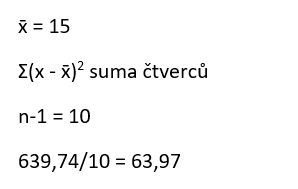 x̄ = 15
Σ(x - x̄)² suma čtverců
n-1 = 10
639,74/10 = 63,97